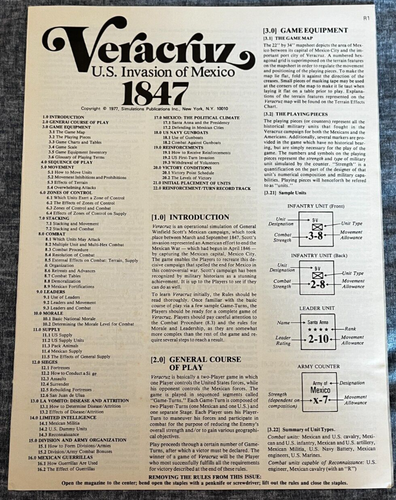 R1
Veracruz
U.S. Invasion of Mexico
1847
Copyright © 1977, Simulations Publications Inc., New York, N.Y. 10010
1.0 INTRODUCTION
2.0 GENERAL COURSE OF PLAY
3.0 GAME EQUIPMENT
3.1 The Game Map
3.2 The Playing Pieces
3.3 Game Charts and Tables
3.4 Game Scale
3.5 Game Equipment Inventory
3.6 Glossary of Playing Terms
4.0 SEQUENCE OF PLAY
5.0 MOVEMENT
5.1 How to Move Units
5.2 Movement Inhibitions and Prohibitions
5.3 Effects of Terrain
5.4 Overwhelming Attacks
6.0 ZONES OF CONTROL
6.1 Which Units Exert a Zone of Control
6.2 Effects of Zones of Control
6.3 Zones of Control and Combat
6.4 Effects of Zones of Control on Supply
7.0 STACKING
7.1 Stacking and Movement
7.2 Stacking and Combat
8.0 COMBAT
8.1 Which Units May Attack
8.2 Multiple Unit and Multi-Hex Combat
8.3 Combat Procedure
8.4 Resolution of Combat
8.5 External Effects on Combat: Terrain, Supply
8.7 Retreats and Advances
8.8 Combat Tables
9.0 LEADERS
9.1 Use of Leaders
9.2 Leaders and Movement
9.3 Leaders and Combat
10.0 MORALE
10.1 Basic National Morale
10.2 Determining the Morale Level for Combat
11.0 SUPPLY
11.1 US Supply
11.2 US Supply Units
11.3 Pack Animals
11.4 Mexican Supply
11.5 The Effects of General Supply
12.0 SIEGES
12.1 Fortresses
12.2 How to Conduct a Siege
12.3 Assaults
12.4 Surrender
12.5 Rebuilding Fortresses
12.6 San Juan de Ulua
13.0 LA VOMITO: DISEASE AND ATTRITION
13.1 How to Determine Disease/Attrition
13.2 Effects of Disease/Attrition
14.0 LIMITED INTELLIGENCE
14.1 Mexican Militia
14.2 U.S. Dummy Units
14.3 Reconnaissance
15.0 DIVISION AND ARMY ORGANIZATION
15.1 How to Form Divisions
15.2 Division/Army Combat Bonuses
16.0 MEXICAN GUERRILLAS
16.1 How Guerrillas Are Used
16.2 The Effect of Guerrillas
17.0 MEXICO: THE POLITICAL CLIMATE
17.1 Santa Anna and the Presidency
17.2 Defending in Mexican Cities
18.0 US NAVY GUNBOATS
18.1 Use of Gunboats
18.2 Combat Against Gunboats
19.0 REINFORCEMENTS
19.1 How to Receive Reinforcements
19.2 US First-Turn Invasion
19.3 Withdrawal of Volunteers
20.0 VICTORY CONDITIONS
20.1 Victory Point Schedule
20.2 The Levels of Victory
21.0 INITIAL PLACEMENT OF UNITS
22.0 REINFORCEMENT/TURN RECORD TRACK
[1.0] INTRODUCTION
Veracruz is an operational simulation of General
Winfield Scott's Mexican campaign, which took
place between March and September 1847. Scott's
invasion represented an American effort to end the
Mexican War — which had begun in April 1846 —
by capturing the Mexican capital, Mexico City.
The game enables the Players to recreate this decisive
campaign that spelled the end for Mexico in
this controversial war. Scott's campaign has been
recognized by military historians as a stunning
achievement. It is up to the Players to see if they
can do as well.
To learn Veracruz initially, the Rules should be
read thoroughly. Once familiar with the basic
course of play via a few sample Game-Turns, the
Players should be ready for a complete game of
Veracruz. Players should pay careful attention to
the Combat Procedure (8.3) and the rules for
Morale and Leadership, as they are somewhat
more complex than the rest of the game and require
several steps to reach a result.
[2.0] GENERAL COURSE
OF PLAY
Veracruz is basically a two-Player game in which
one Player controls the United States forces, while
his opponent controls the Mexican forces. The
game is played in sequenced segments called
"Game-Turns." Each Game-Turn is composed of
two Player-Turns (one Mexican and one U.S.) and
one separate Stage. Each Player uses his Player-Turn
to maneuver his forces and participate in
combat for the purpose of reducing the Enemy's
overall strength and/or to gain various geographical
objectives.
Play proceeds through a certain number of Game-Turns,
after which a victor must be declared. The
winner of a game of Veracruz will be the Player
who most successfully fulfills all the requirements
for victory described at the end of these rules.
[3.0] GAME EQUIPMENT
[3.1] THE GAME MAP
The 22" by 34" mapsheet depicts the area of Mexico
between its capital of Mexico City and the important
port city of Veracruz. A numbered hexagonal
grid is superimposed on the terrain features
on the mapsheet in order to regulate the movement
and positioning of the playing pieces. To make the
map lie flat, fold it against the direction of the
creases. Small pieces of masking tape may be used
at the corners of the map to make it lie taut when
laying it flat on a table prior to play. Explanations
of the terrain features represented on the
Veracruz map will be found on the Terrain Effects
Chart.
[3.2] THE PLAYING PIECES
The playing pieces (or counters) represent all the
historical military units that fought in the
Veracruz campaign for both the Mexicans and the
Americans. Additionally, several markers are provided
in the game which have no historical bearing,
but are simply necessary for the play of the
game. The numbers and symbols on the playing
pieces represent the strength and type of military
unit simulated by the counter. "Strength" is a
quantification on the part of the designer of that
unit's numerical composition and military capabilities.
Playing pieces will henceforth be referred
to as "units."
[3.21] Sample Units
INFANTRY UNIT (Front)
Unit Designation
Unit Type
Combat Strength
-3-8-
Movement Allowance
INFANTRY UNIT (Back)
-3-8
LEADER UNIT
Name
Santa Anna
Rank
Leader Rating
2-10
Movement Allowance
ARMY COUNTER
Army of Mexico
Designation
Strength (dependent on composition)
x-7
Movement Allowance
[3.22] Summary of Unit Types.
Combat units: Mexican and US cavalry, Mexican
and US infantry, Mexican and US artillery,
Mexican Militia, U.S. Navy Battery, Mexican
engineers, U.S. Marines.
Combat units capable of Reconnaissance: U.S.
engineer, Mexican cavalry (each with an "R")
REMOVING THE RULES FROM THIS ISSUE:
Open the magazine to the center; bend open the staples with a penknife or screwdriver; lift out the rules and close staples.